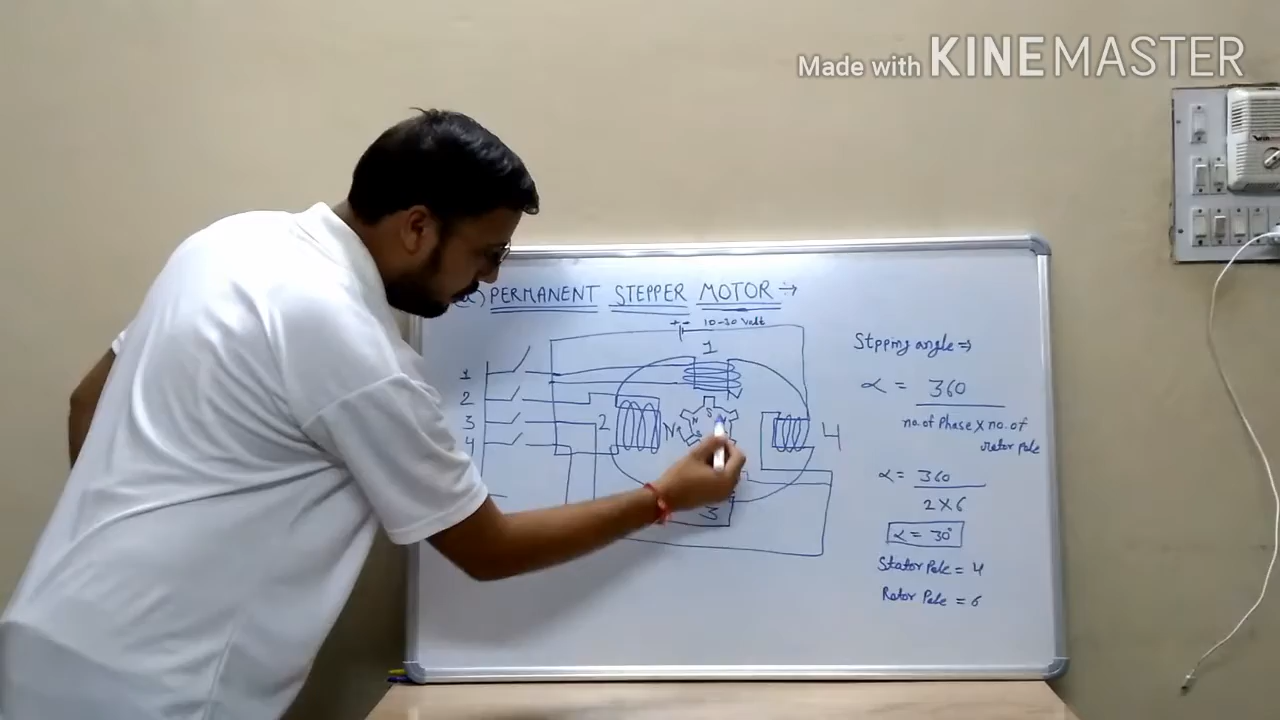 Made with KINEMASTER
PERMANENT STEPPER MOTOR :→
+ - 10-30 Volt
1
1
2
3
4
2
N
S
N
S
4
3
Stppmg angle ⇒
α = 360
no. of Phase X no. of
rotor pole
α = 360
2 X 6
α = 30°
Stator Pole = 4
Rotor Pole = 6